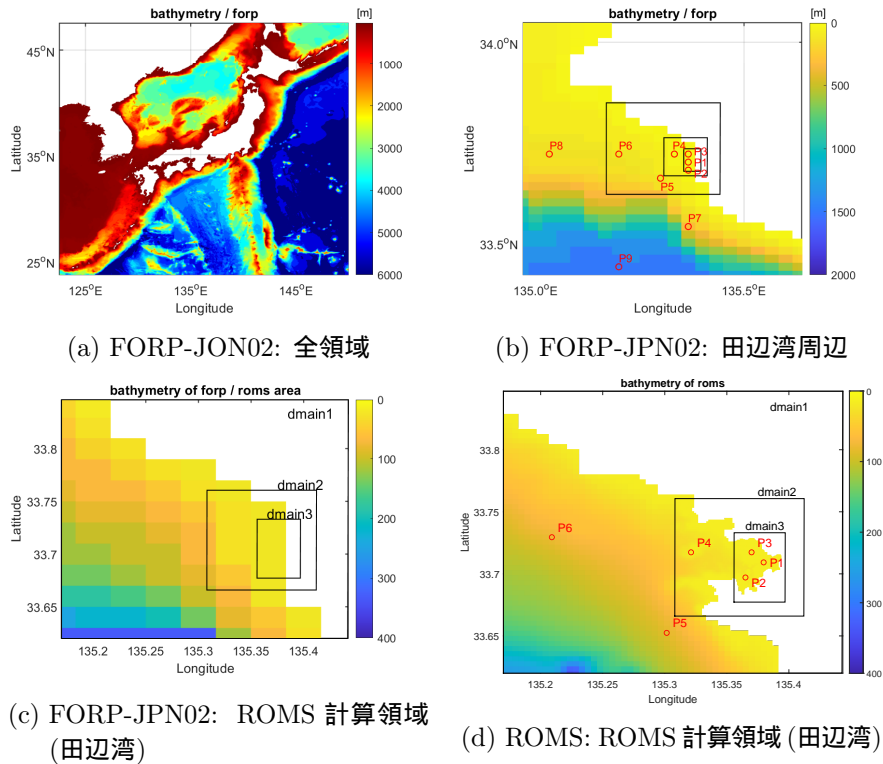 bathymetry / forp
[m]
45°N
35°N
25°N
Latitude
125°E
135°E
145°E
Longitude
1000
2000
3000
4000
5000
6000
(a) FORP-JON02: 全領域
bathymetry / forp
[m]
34.0°N
33.5°N
Latitude
P8
P6
P4
P3
P1
P2
P5
P7
P9
135.0°E
135.5°E
Longitude
0
500
1000
1500
2000
(b) FORP-JPN02: 田辺湾周辺
bathymetry of forp / roms area
dmain1
dmain2
dmain3
33.8
33.75
33.7
33.65
Latitude
135.2
135.25
135.3
135.35
135.4
Longitude
0
100
200
300
400
(c) FORP-JPN02: ROMS 計算領域
(田辺湾)
bathymetry of roms
dmain1
dmain2
dmain3
P6
P4
P3
P1
P2
P5
33.8
33.75
33.7
33.65
Latitude
135.2
135.25
135.3
135.35
135.4
Longitude
0
100
200
300
400
(d) ROMS: ROMS 計算領域 (田辺湾)